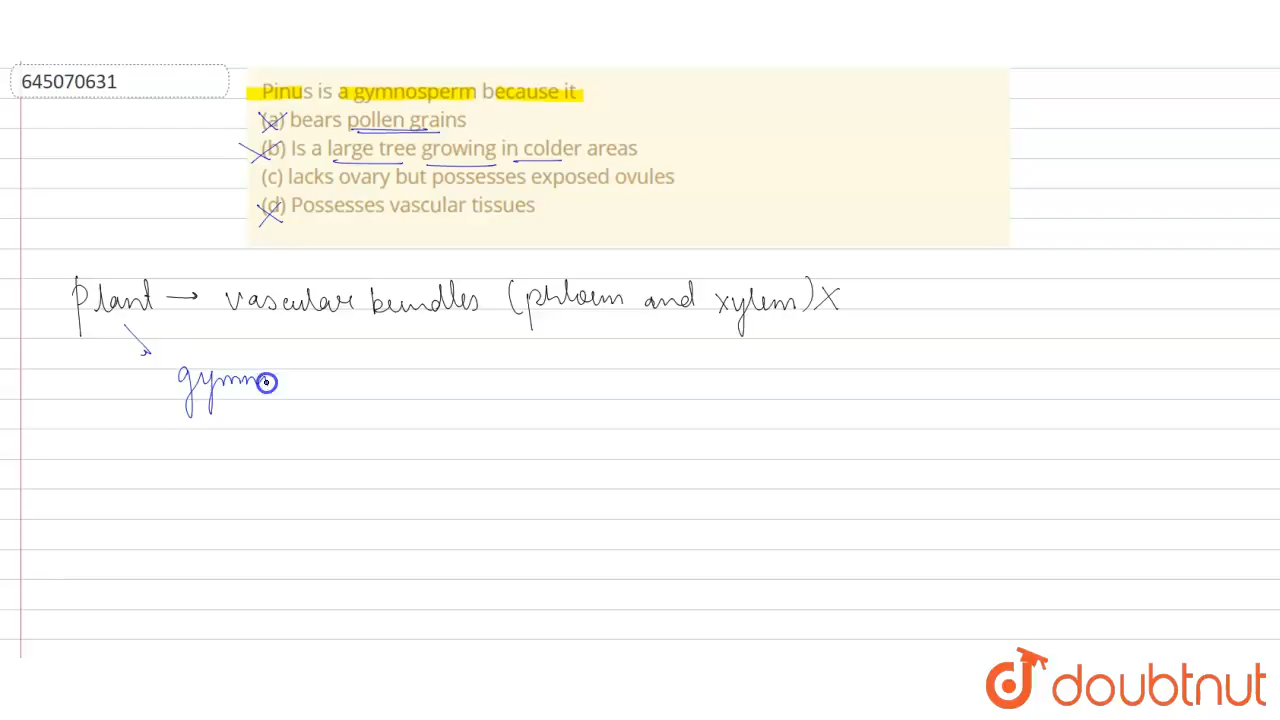 645070631
Pinus is a gymnosperm because it
(a) bears pollen grains
(b) Is a large tree growing in colder areas
(c) lacks ovary but possesses exposed ovules
(d) Possesses vascular tissues
Plant → vascular bundles (phloem and xylem) X
gymn
doubtnut